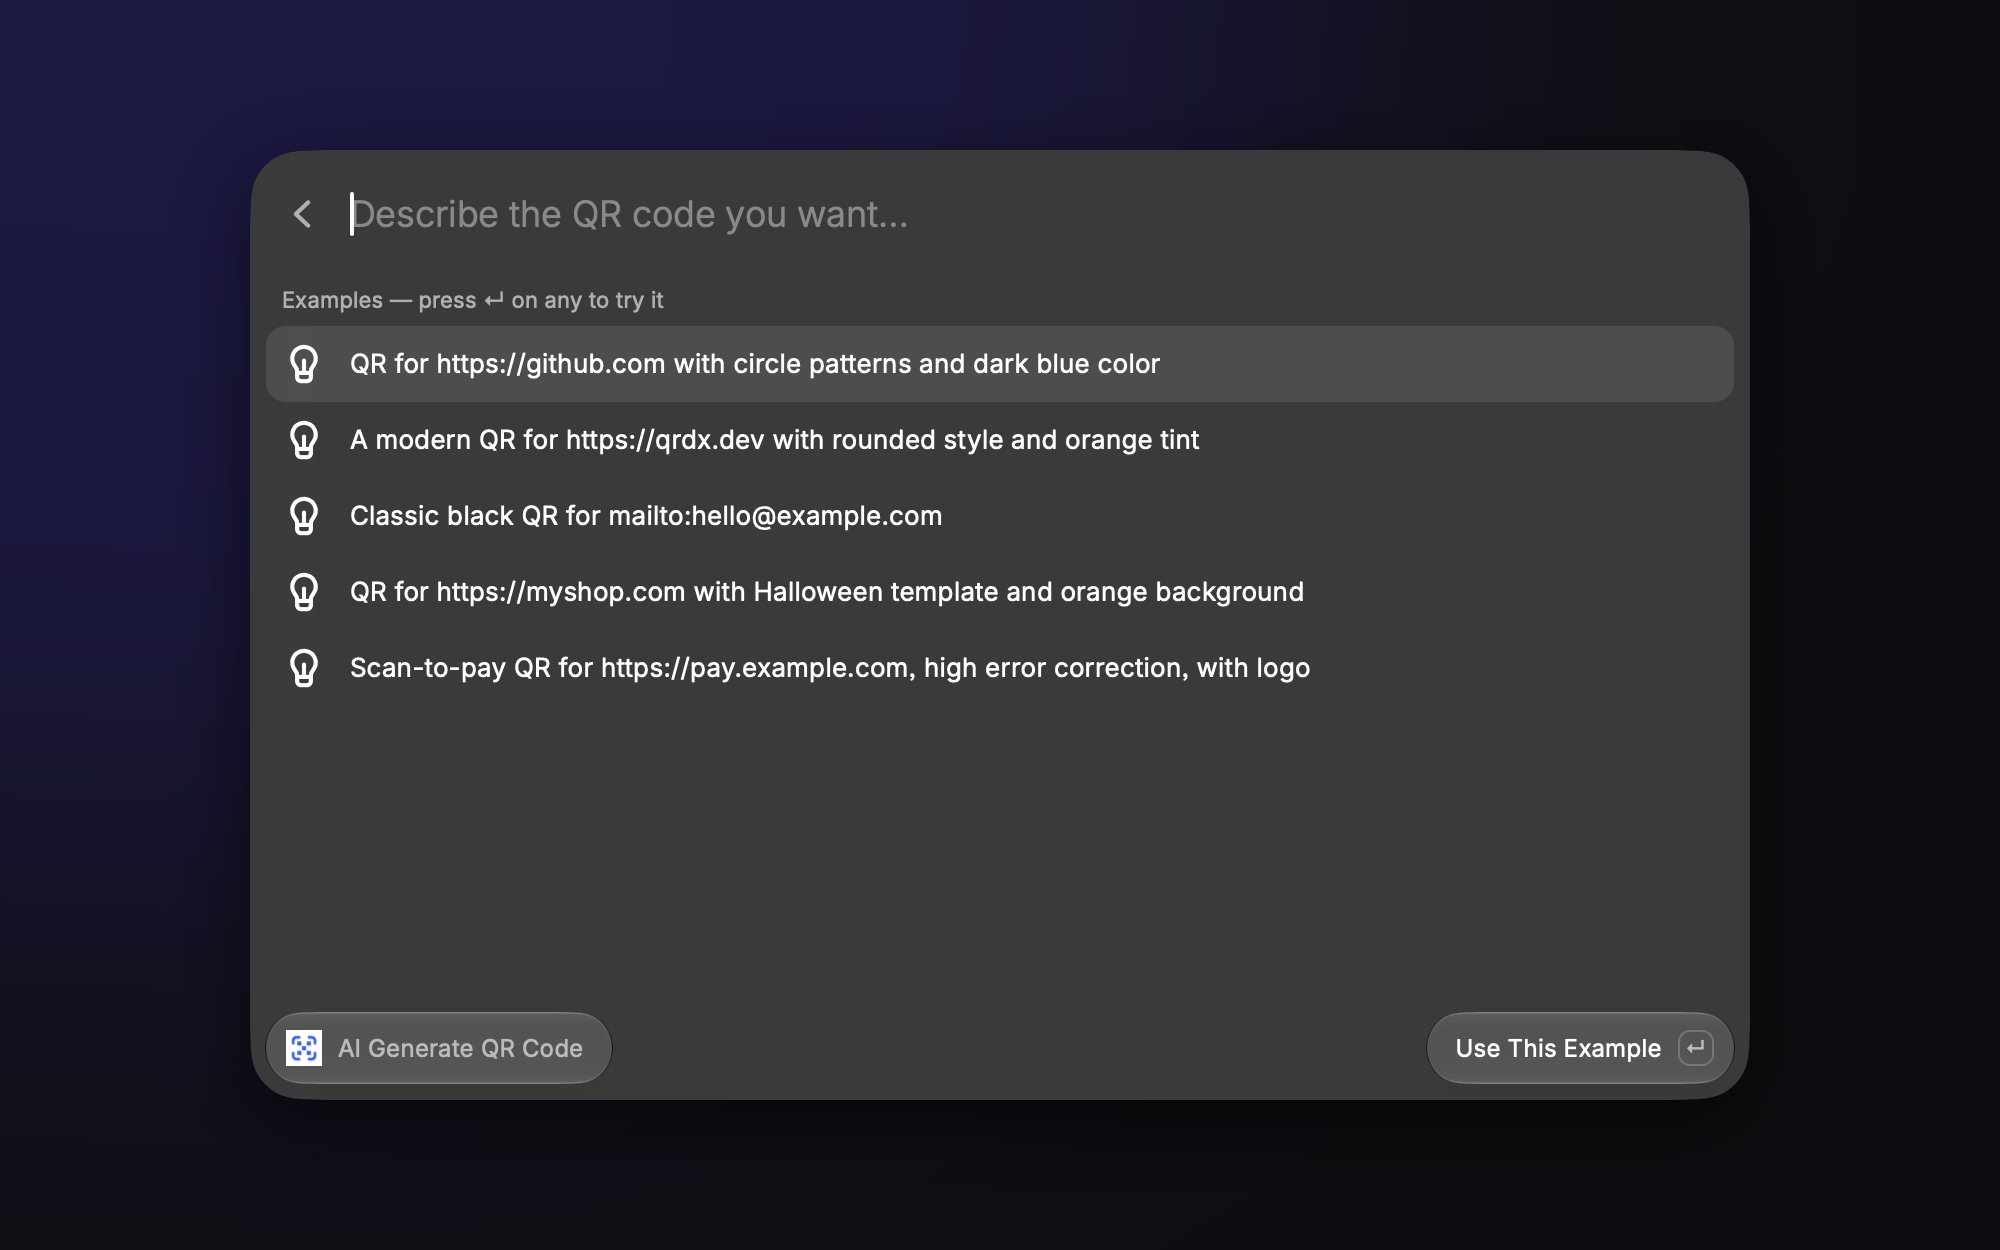 Describe the QR code you want...
Examples — press ↵ on any to try it
QR for https://github.com with circle patterns and dark blue color
A modern QR for https://qrdx.dev with rounded style and orange tint
Classic black QR for mailto:hello@example.com
QR for https://myshop.com with Halloween template and orange background
Scan-to-pay QR for https://pay.example.com, high error correction, with logo
AI Generate QR Code
Use This Example ↵